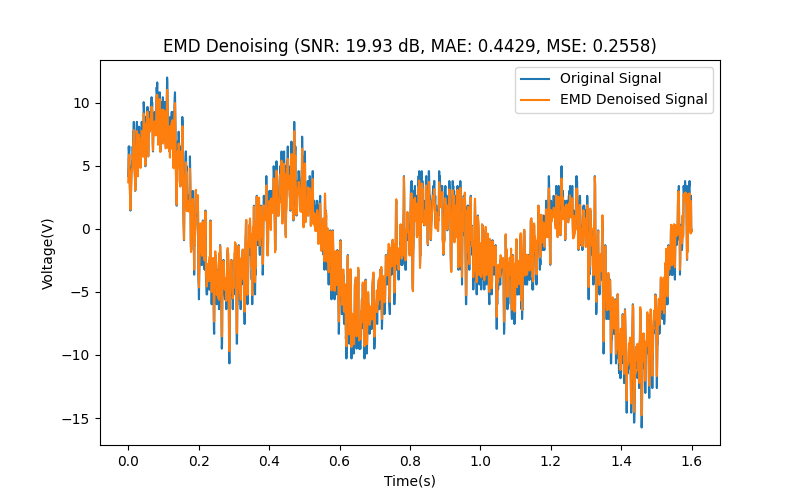 EMD Denoising (SNR: 19.93 dB, MAE: 0.4429, MSE: 0.2558)
Original Signal
EMD Denoised Signal
10
5
0
−5
−10
−15
Voltage(V)
0.0 0.2 0.4 0.6 0.8 1.0 1.2 1.4 1.6
Time(s)